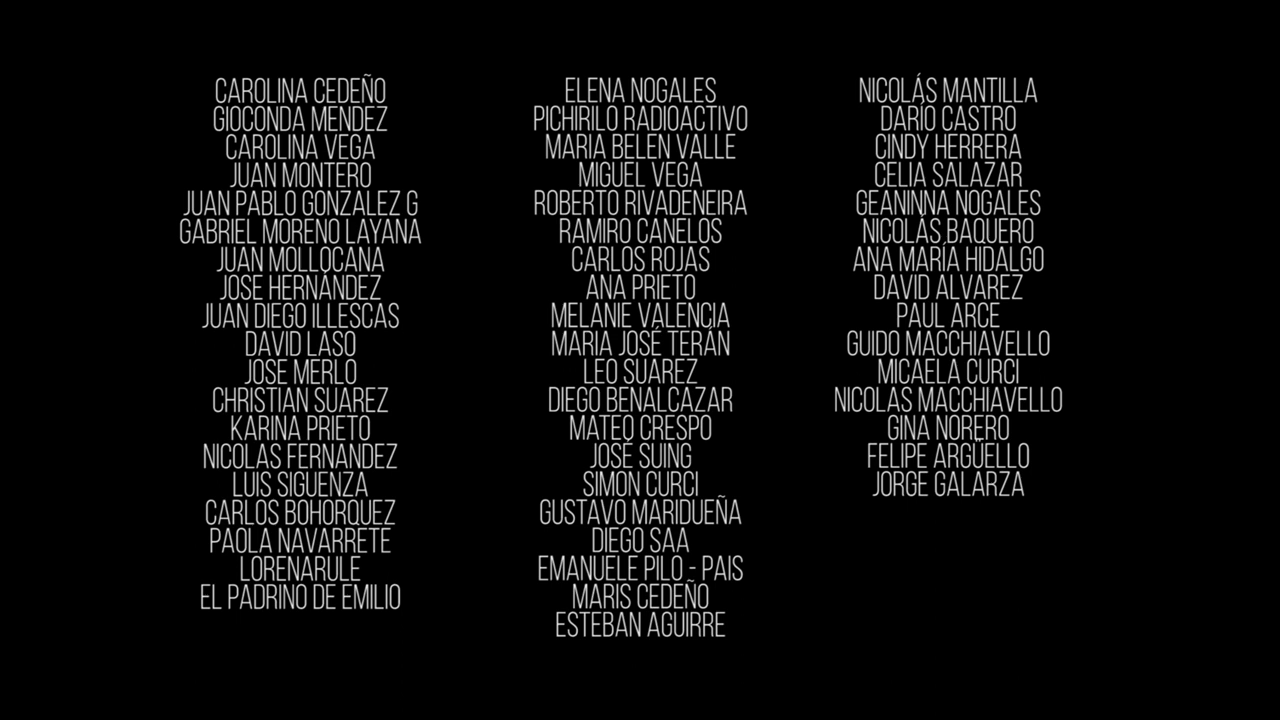 CAROLINA CEDEÑO
GIOCONDA MENDEZ
CAROLINA VEGA
JUAN MONTERO
JUAN PABLO GONZALEZ G
GABRIEL MORENO LAYANA
JUAN MOLLOCANA
JOSE HERNÁNDEZ
JUAN DIEGO ILLESCAS
DAVID LASO
JOSE MERLO
CHRISTIAN SUAREZ
KARINA PRIETO
NICOLAS FERNANDEZ
LUIS SIGUENZA
CARLOS BOHORQUEZ
PAOLA NAVARRETE
LORENARULE
EL PADRINO DE EMILIO
ELENA NOGALES
PICHIRILO RADIOACTIVO
MARIA BELEN VALLE
MIGUEL VEGA
ROBERTO RIVADENEIRA
RAMIRO CANELOS
CARLOS ROJAS
ANA PRIETO
MELANIE VALENCIA
MARIA JOSÉ TERÁN
LEO SUAREZ
DIEGO BENALCAZAR
MATEO CRESPO
JOSÉ SUING
SIMON CURCI
GUSTAVO MARIDUEÑA
DIEGO SAA
EMANUELE PILO - PAIS
MARIS CEDEÑO
ESTEBAN AGUIRRE
NICOLÁS MANTILLA
DARÍO CASTRO
CINDY HERRERA
CELIA SALAZAR
GEANINNA NOGALES
NICOLÁS BAQUERO
ANA MARÍA HIDALGO
DAVID ALVAREZ
PAUL ARCE
GUIDO MACCHIAVELLO
MICAELA CURCI
NICOLAS MACCHIAVELLO
GINA NORERO
FELIPE ARGÜELLO
JORGE GALARZA